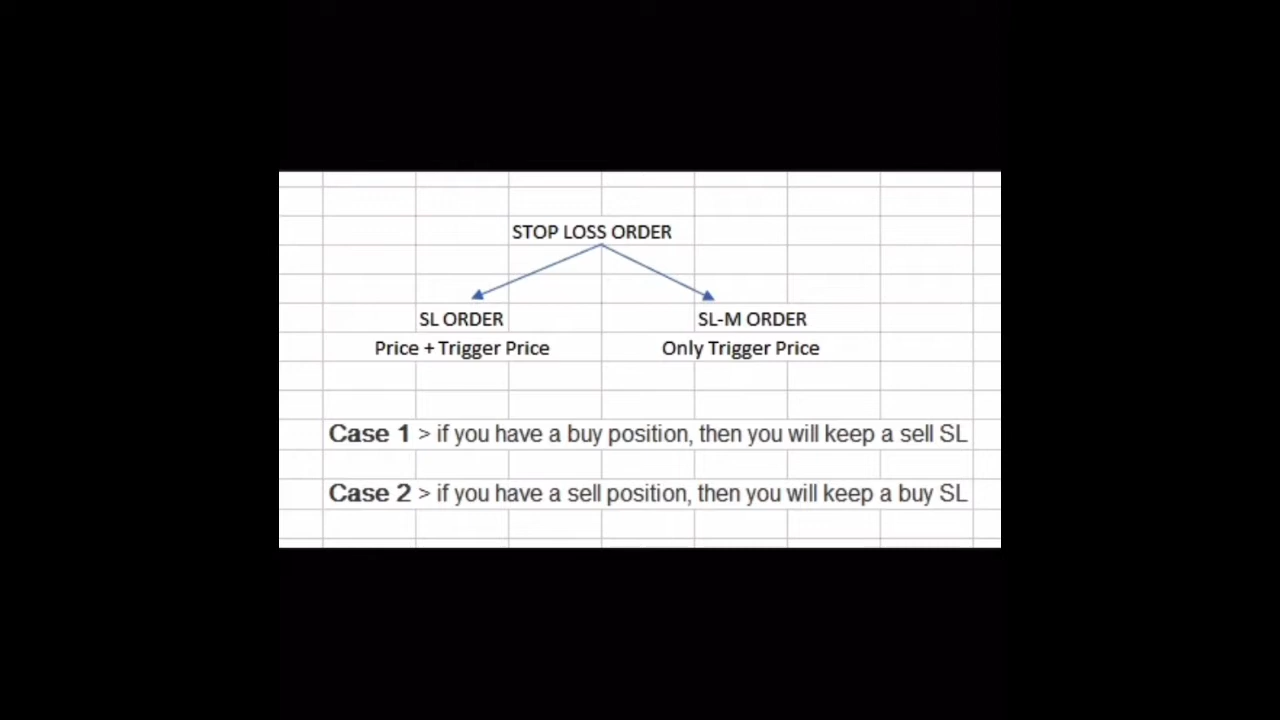 STOP LOSS ORDER
SL ORDER SL-M ORDER
Price + Trigger Price Only Trigger Price
Case 1 > if you have a buy position, then you will keep a sell SL
Case 2 > if you have a sell position, then you will keep a buy SL